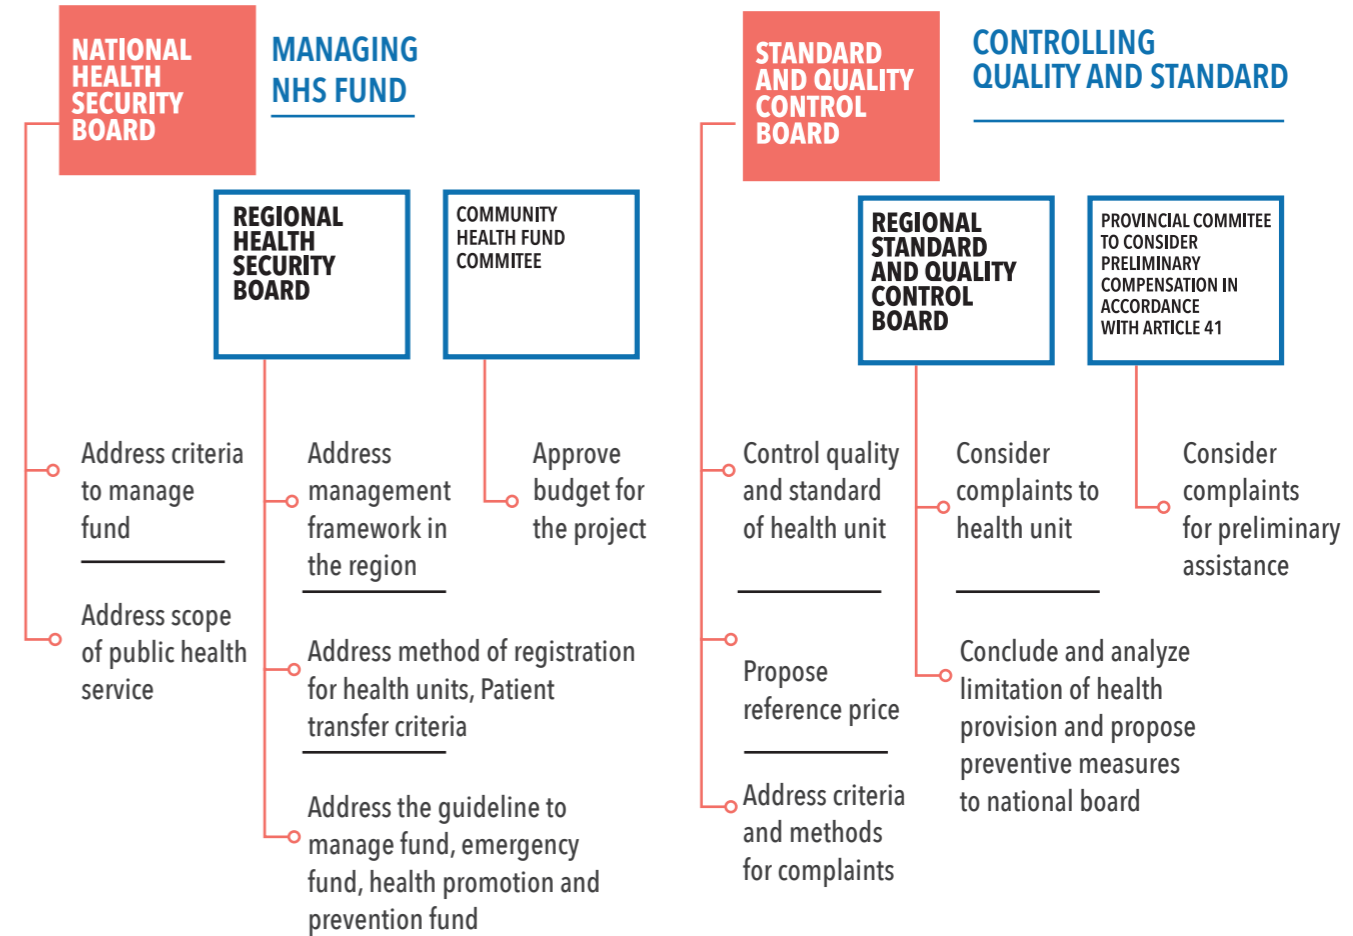 NATIONAL
HEALTH
SECURITY
BOARD
MANAGING
NHS FUND
REGIONAL
HEALTH
SECURITY
BOARD
COMMUNITY
HEALTH FUND
COMMITEE
Address criteria
to manage
fund
Address scope
of public health
service
Address
management
framework in
the region
Address method of registration
for health units, Patient
transfer criteria
Address the guideline to
manage fund, emergency
fund, health promotion and
prevention fund
Approve
budget for
the project
STANDARD
AND QUALITY
CONTROL
BOARD
CONTROLLING
QUALITY AND STANDARD
REGIONAL
STANDARD
AND QUALITY
CONTROL
BOARD
PROVINCIAL COMMITEE
TO CONSIDER
PRELIMINARY
COMPENSATION IN
ACCORDANCE
WITH ARTICLE 41
Control quality
and standard
of health unit
Propose
reference price
Address criteria
and methods
for complaints
Consider
complaints to
health unit
Conclude and analyze
limitation of health
provision and propose
preventive measures
to national board
Consider
complaints
for preliminary
assistance